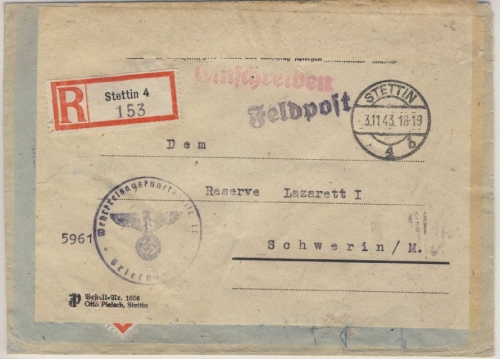 Einschreiben
R
Stettin 4
153
Feldpost
STETTIN
3.11.43.18-19
4 b
Dem
Reserve Lazarett I
Schwerin/M.
5961
Bestell-Nr. 1056
Otto Pietsch, Stettin